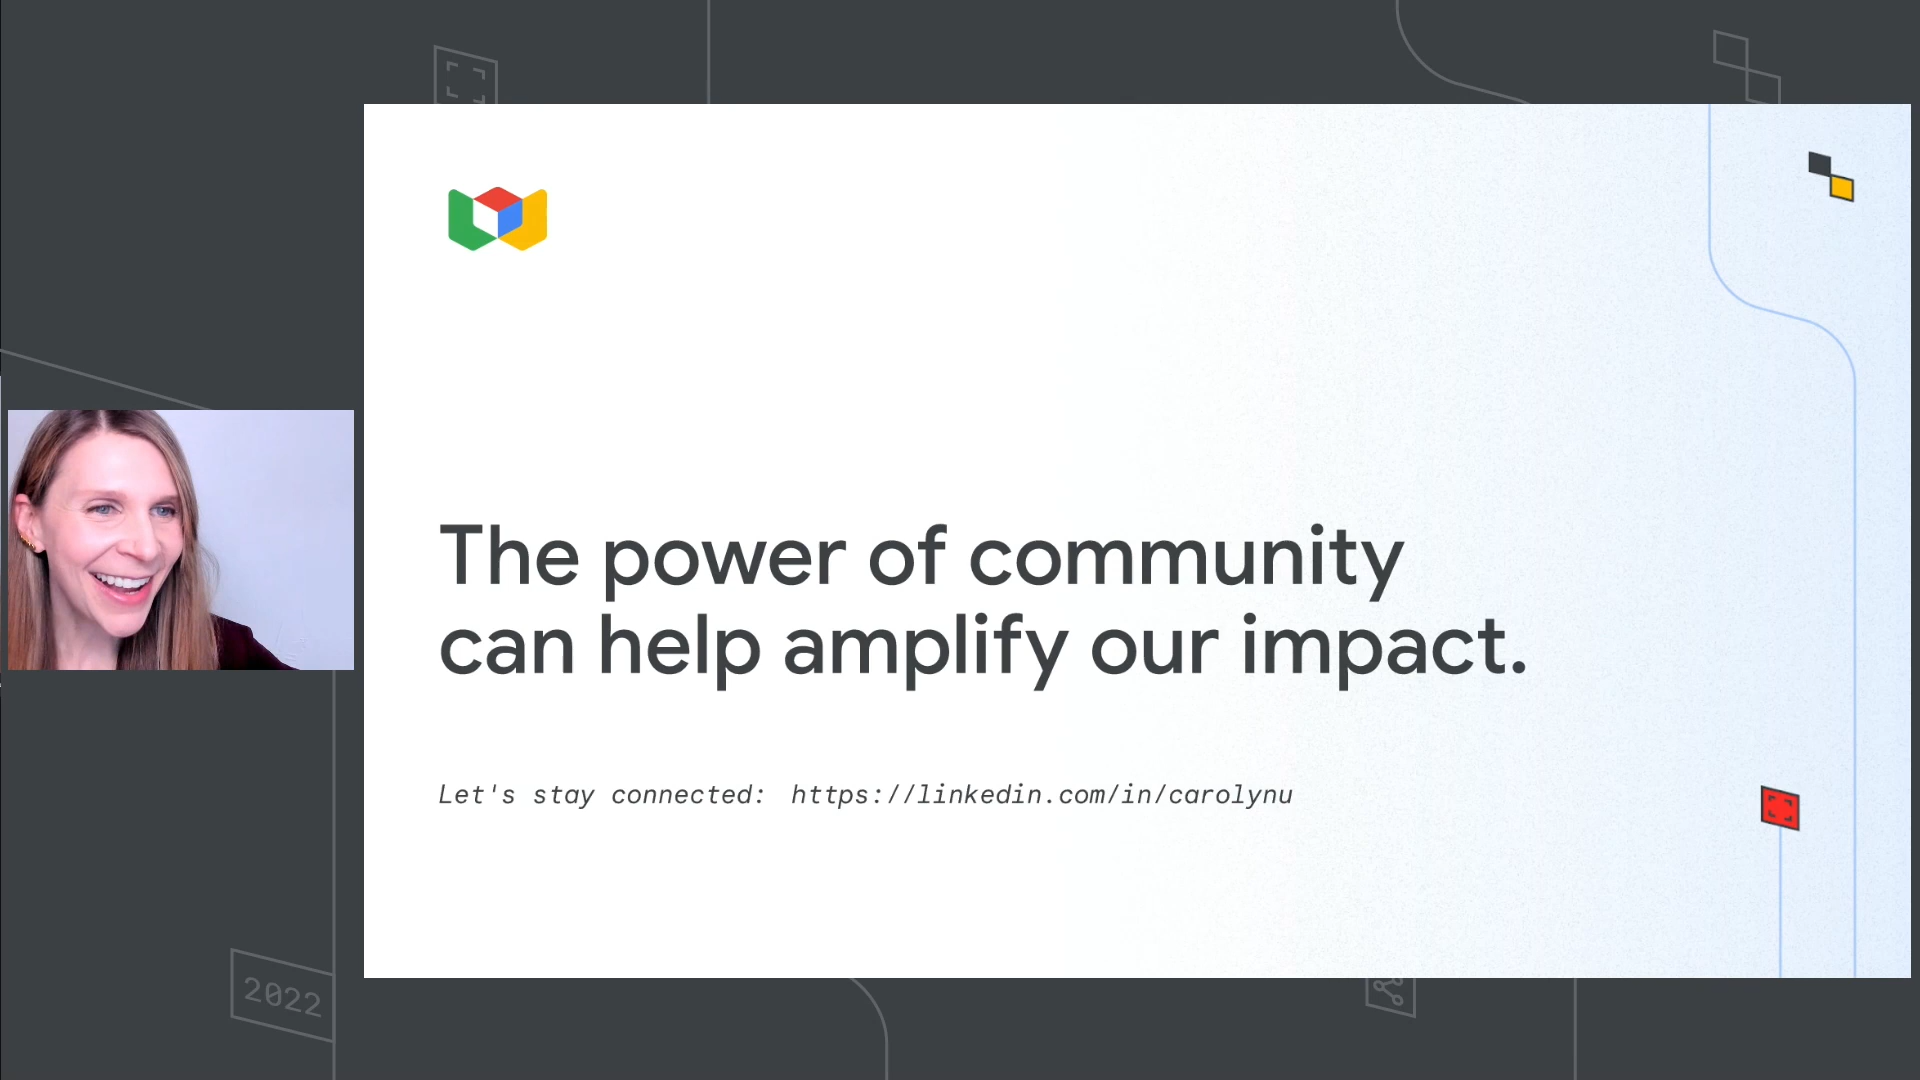 The power of community
can help amplify our impact.
Let's stay connected: https://linkedin.com/in/carolynu
2022